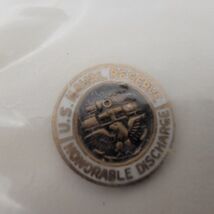 U.S. NAVAL RESERVE
HONORABLE DISCHARGE